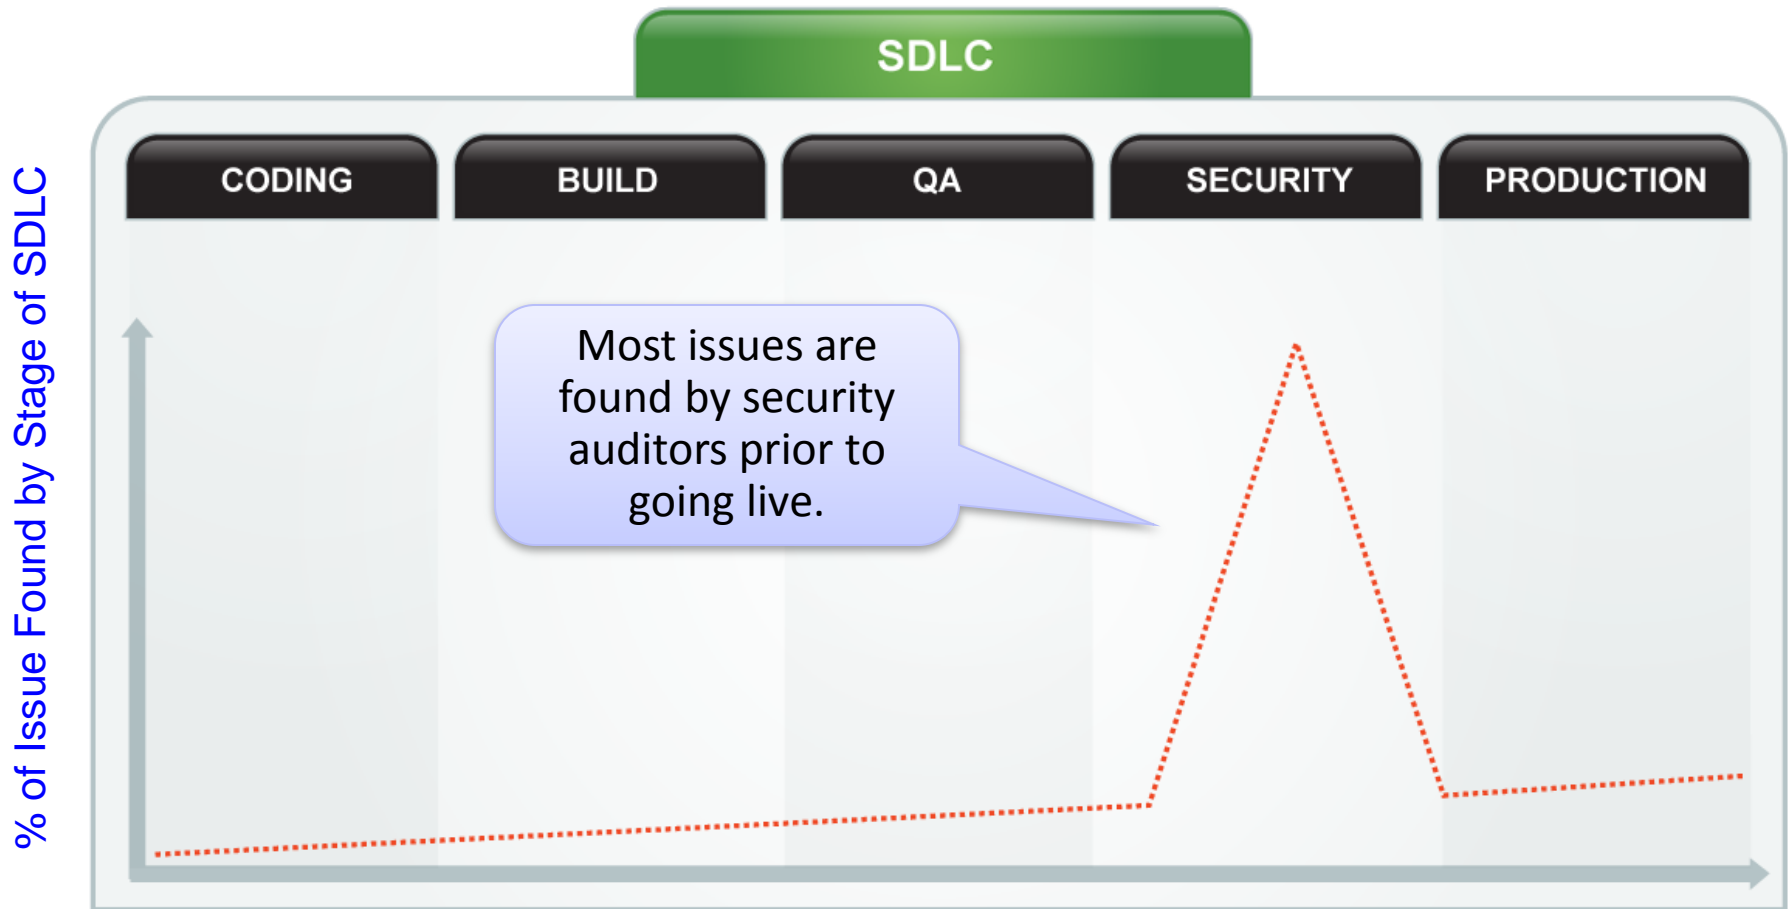 SDLC
CODING
BUILD
QA
SECURITY
PRODUCTION
% of Issue Found by Stage of SDLC
Most issues are
found by security
auditors prior to
going live.